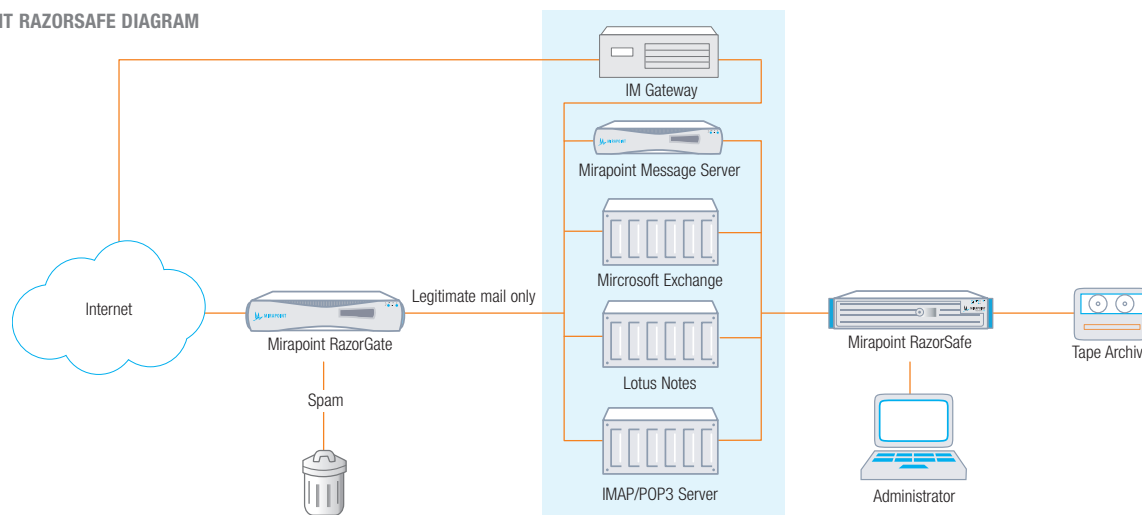 NT RAZORSAFE DIAGRAM
IM Gateway
Mirapoint Message Server
Mircrosoft Exchange
Internet
Legitimate mail only
Mirapoint RazorGate
Mirapoint RazorSafe
Tape Archiv
Lotus Notes
Spam
IMAP/POP3 Server
Administrator